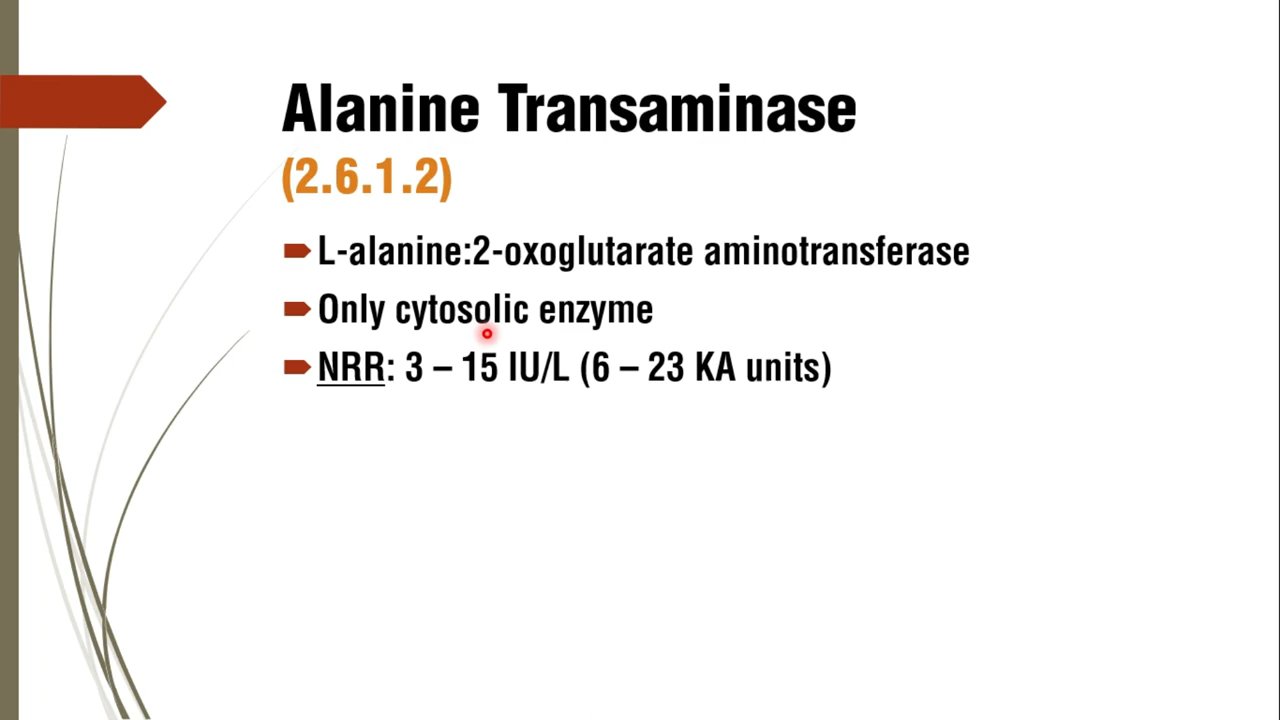 Alanine Transaminase
(2.6.1.2)
L-alanine:2-oxoglutarate aminotransferase
Only cytosolic enzyme
NRR: 3 – 15 IU/L (6 – 23 KA units)